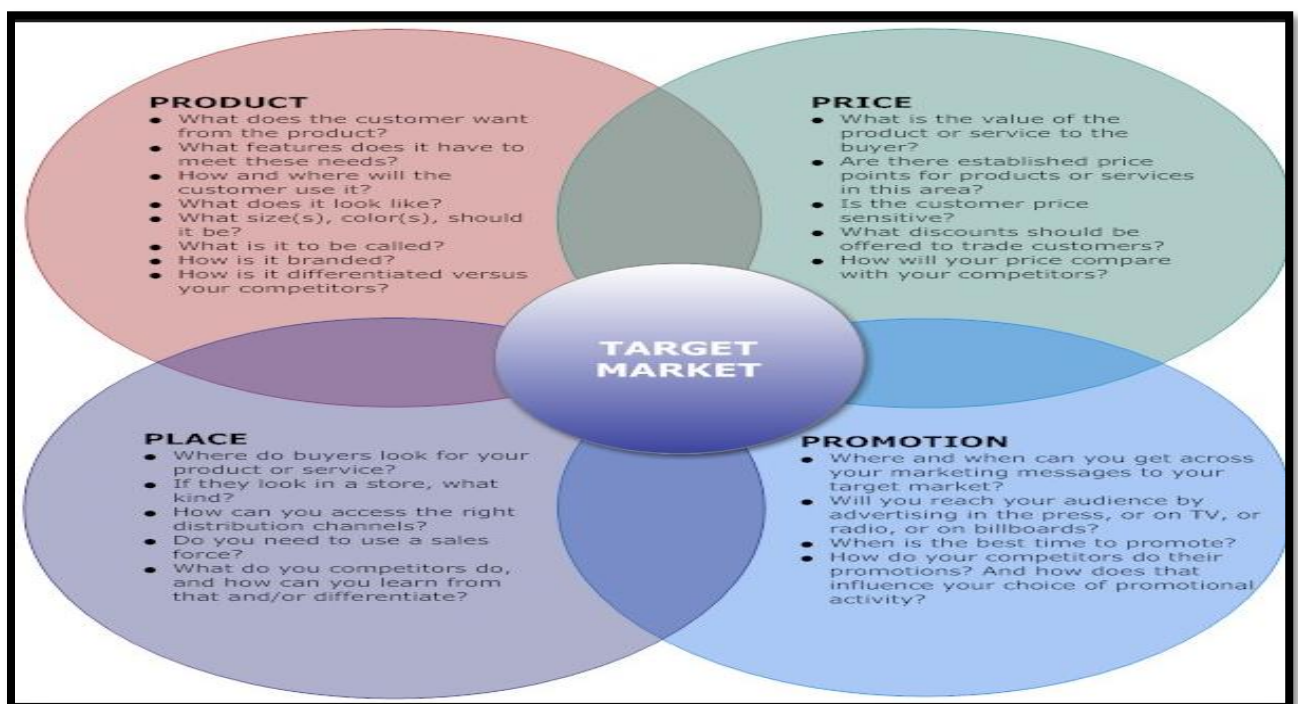 PRODUCT
• What does the customer want
from the product?
• What features does it have to
meet these needs?
• How and where will the
customer use it?
• What does it look like?
• What size(s), color(s), should
it be?
• What is it to be called?
• How is it branded?
• How is it differentiated versus
your competitors?
PRICE
• What is the value of the
product or service to the
buyer?
• Are there established price
points for products or services
in this area?
• Is the customer price
sensitive?
• What discounts should be
offered to trade customers?
• How will your price compare
with your competitors?
TARGET
MARKET
PLACE
• Where do buyers look for your
product or service?
• If they look in a store, what
kind?
• How can you access the right
distribution channels?
• Do you need to use a sales
force?
• What do you competitors do,
and how can you learn from
that and/or differentiate?
PROMOTION
• Where and when can you get across
your marketing messages to your
target market?
• Will you reach your audience by
advertising in the press, or on TV, or
radio, or on billboards?
• When is the best time to promote?
• How do your competitors do their
promotions? And how does that
influence your choice of promotional
activity?